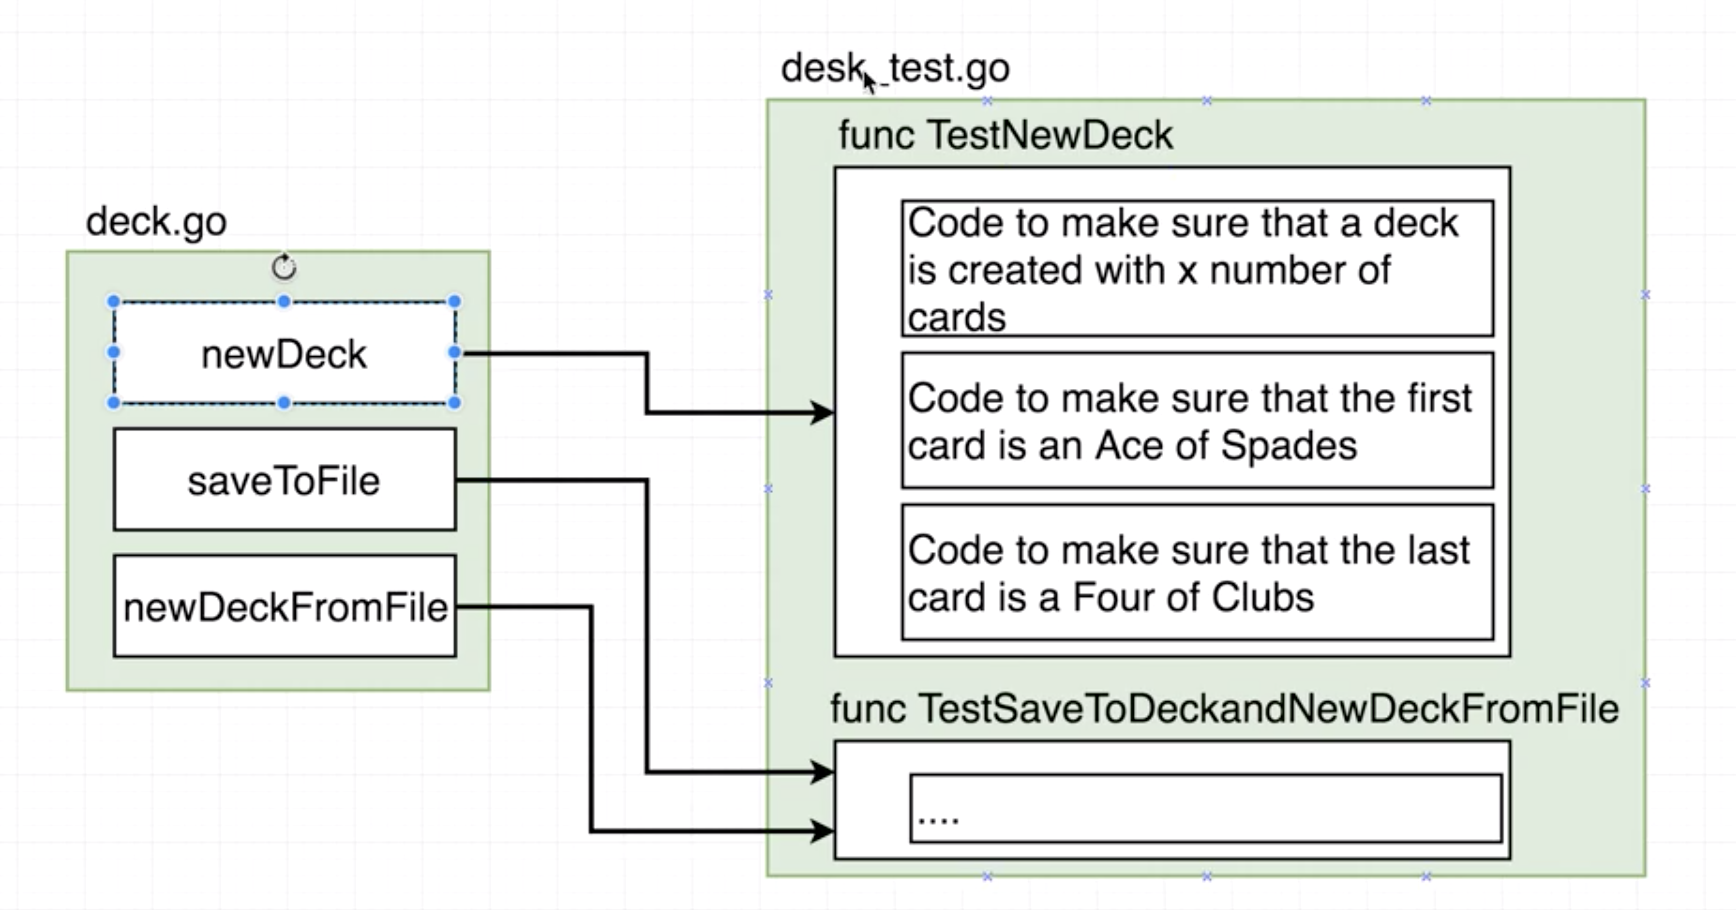 desk_test.go
func TestNewDeck
Code to make sure that a deck
is created with x number of
cards
Code to make sure that the first
card is an Ace of Spades
Code to make sure that the last
card is a Four of Clubs
func TestSaveToDeckandNewDeckFromFile
....
deck.go
newDeck
saveToFile
newDeckFromFile